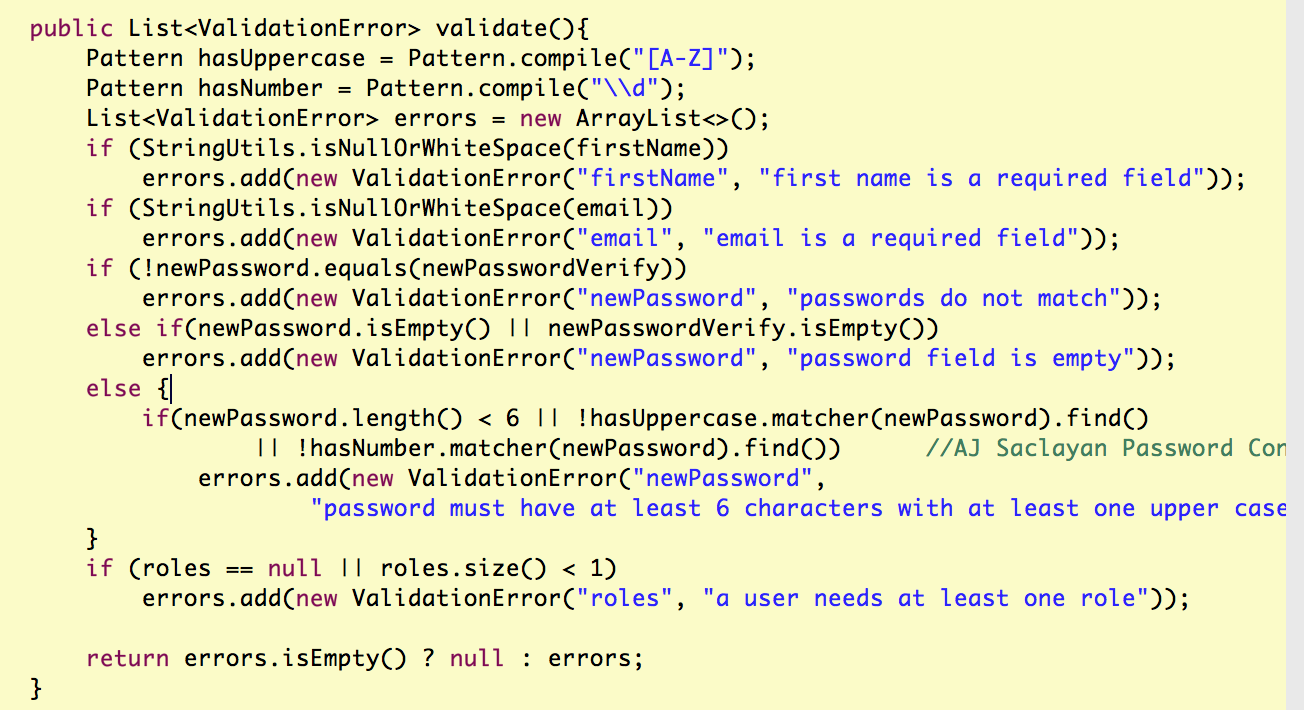 public List<ValidationError> validate(){
    Pattern hasUppercase = Pattern.compile("[A-Z]");
    Pattern hasNumber = Pattern.compile("\\d");
    List<ValidationError> errors = new ArrayList<>();
    if (StringUtils.isNullOrWhiteSpace(firstName))
        errors.add(new ValidationError("firstName", "first name is a required field"));
    if (StringUtils.isNullOrWhiteSpace(email))
        errors.add(new ValidationError("email", "email is a required field"));
    if (!newPassword.equals(newPasswordVerify))
        errors.add(new ValidationError("newPassword", "passwords do not match"));
    else if(newPassword.isEmpty() || newPasswordVerify.isEmpty())
        errors.add(new ValidationError("newPassword", "password field is empty"));
    else {
        if(newPassword.length() < 6 || !hasUppercase.matcher(newPassword).find()
                || !hasNumber.matcher(newPassword).find())      //AJ Saclayan Password
            errors.add(new ValidationError("newPassword",
                    "password must have at least 6 characters with at least one upper case
    }
    if (roles == null || roles.size() < 1)
        errors.add(new ValidationError("roles", "a user needs at least one role"));
    return errors.isEmpty() ? null : errors;
}